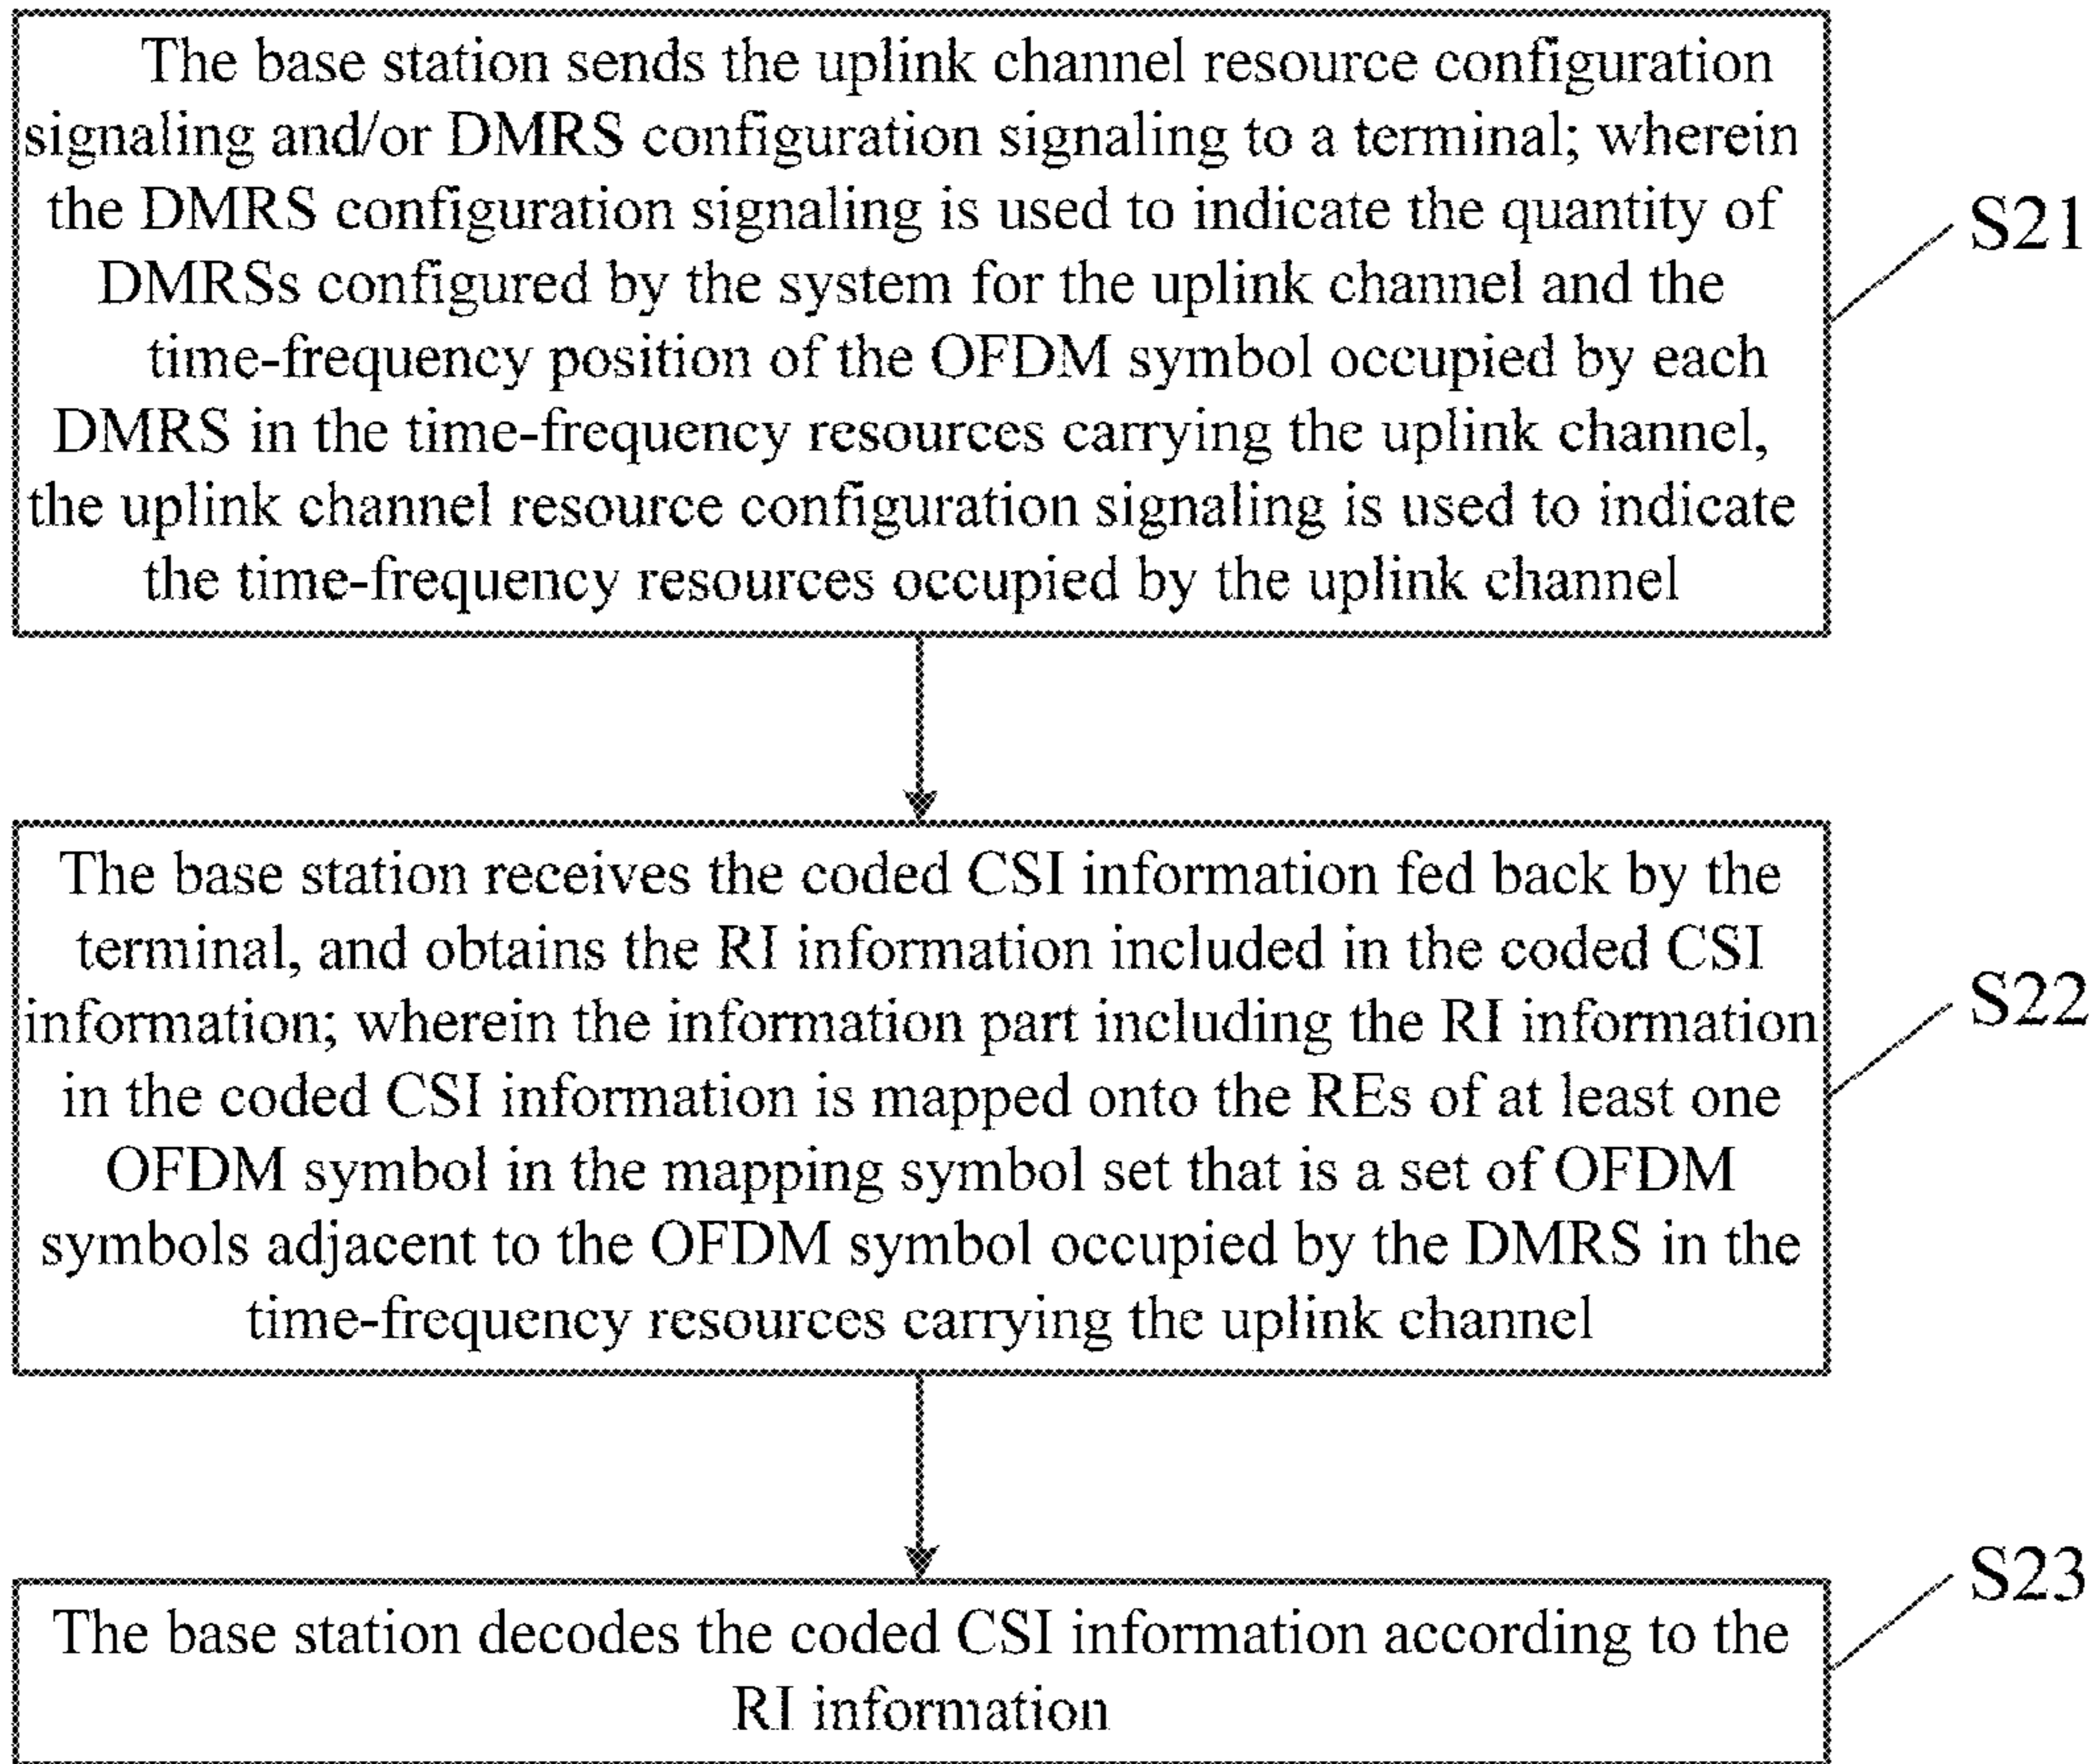 The base station sends the uplink channel resource configuration
signaling and/or DMRS configuration signaling to a terminal; wherein
the DMRS configuration signaling is used to indicate the quantity of
DMRSs configured by the system for the uplink channel and the
time-frequency position of the OFDM symbol occupied by each
DMRS in the time-frequency resources carrying the uplink channel,
the uplink channel resource configuration signaling is used to indicate
the time-frequency resources occupied by the uplink channel
S21
The base station receives the coded CSI information fed back by the
terminal, and obtains the RI information included in the coded CSI
information; wherein the information part including the RI information
in the coded CSI information is mapped onto the REs of at least one
OFDM symbol in the mapping symbol set that is a set of OFDM
symbols adjacent to the OFDM symbol occupied by the DMRS in the
time-frequency resources carrying the uplink channel
S22
The base station decodes the coded CSI information according to the
RI information
S23